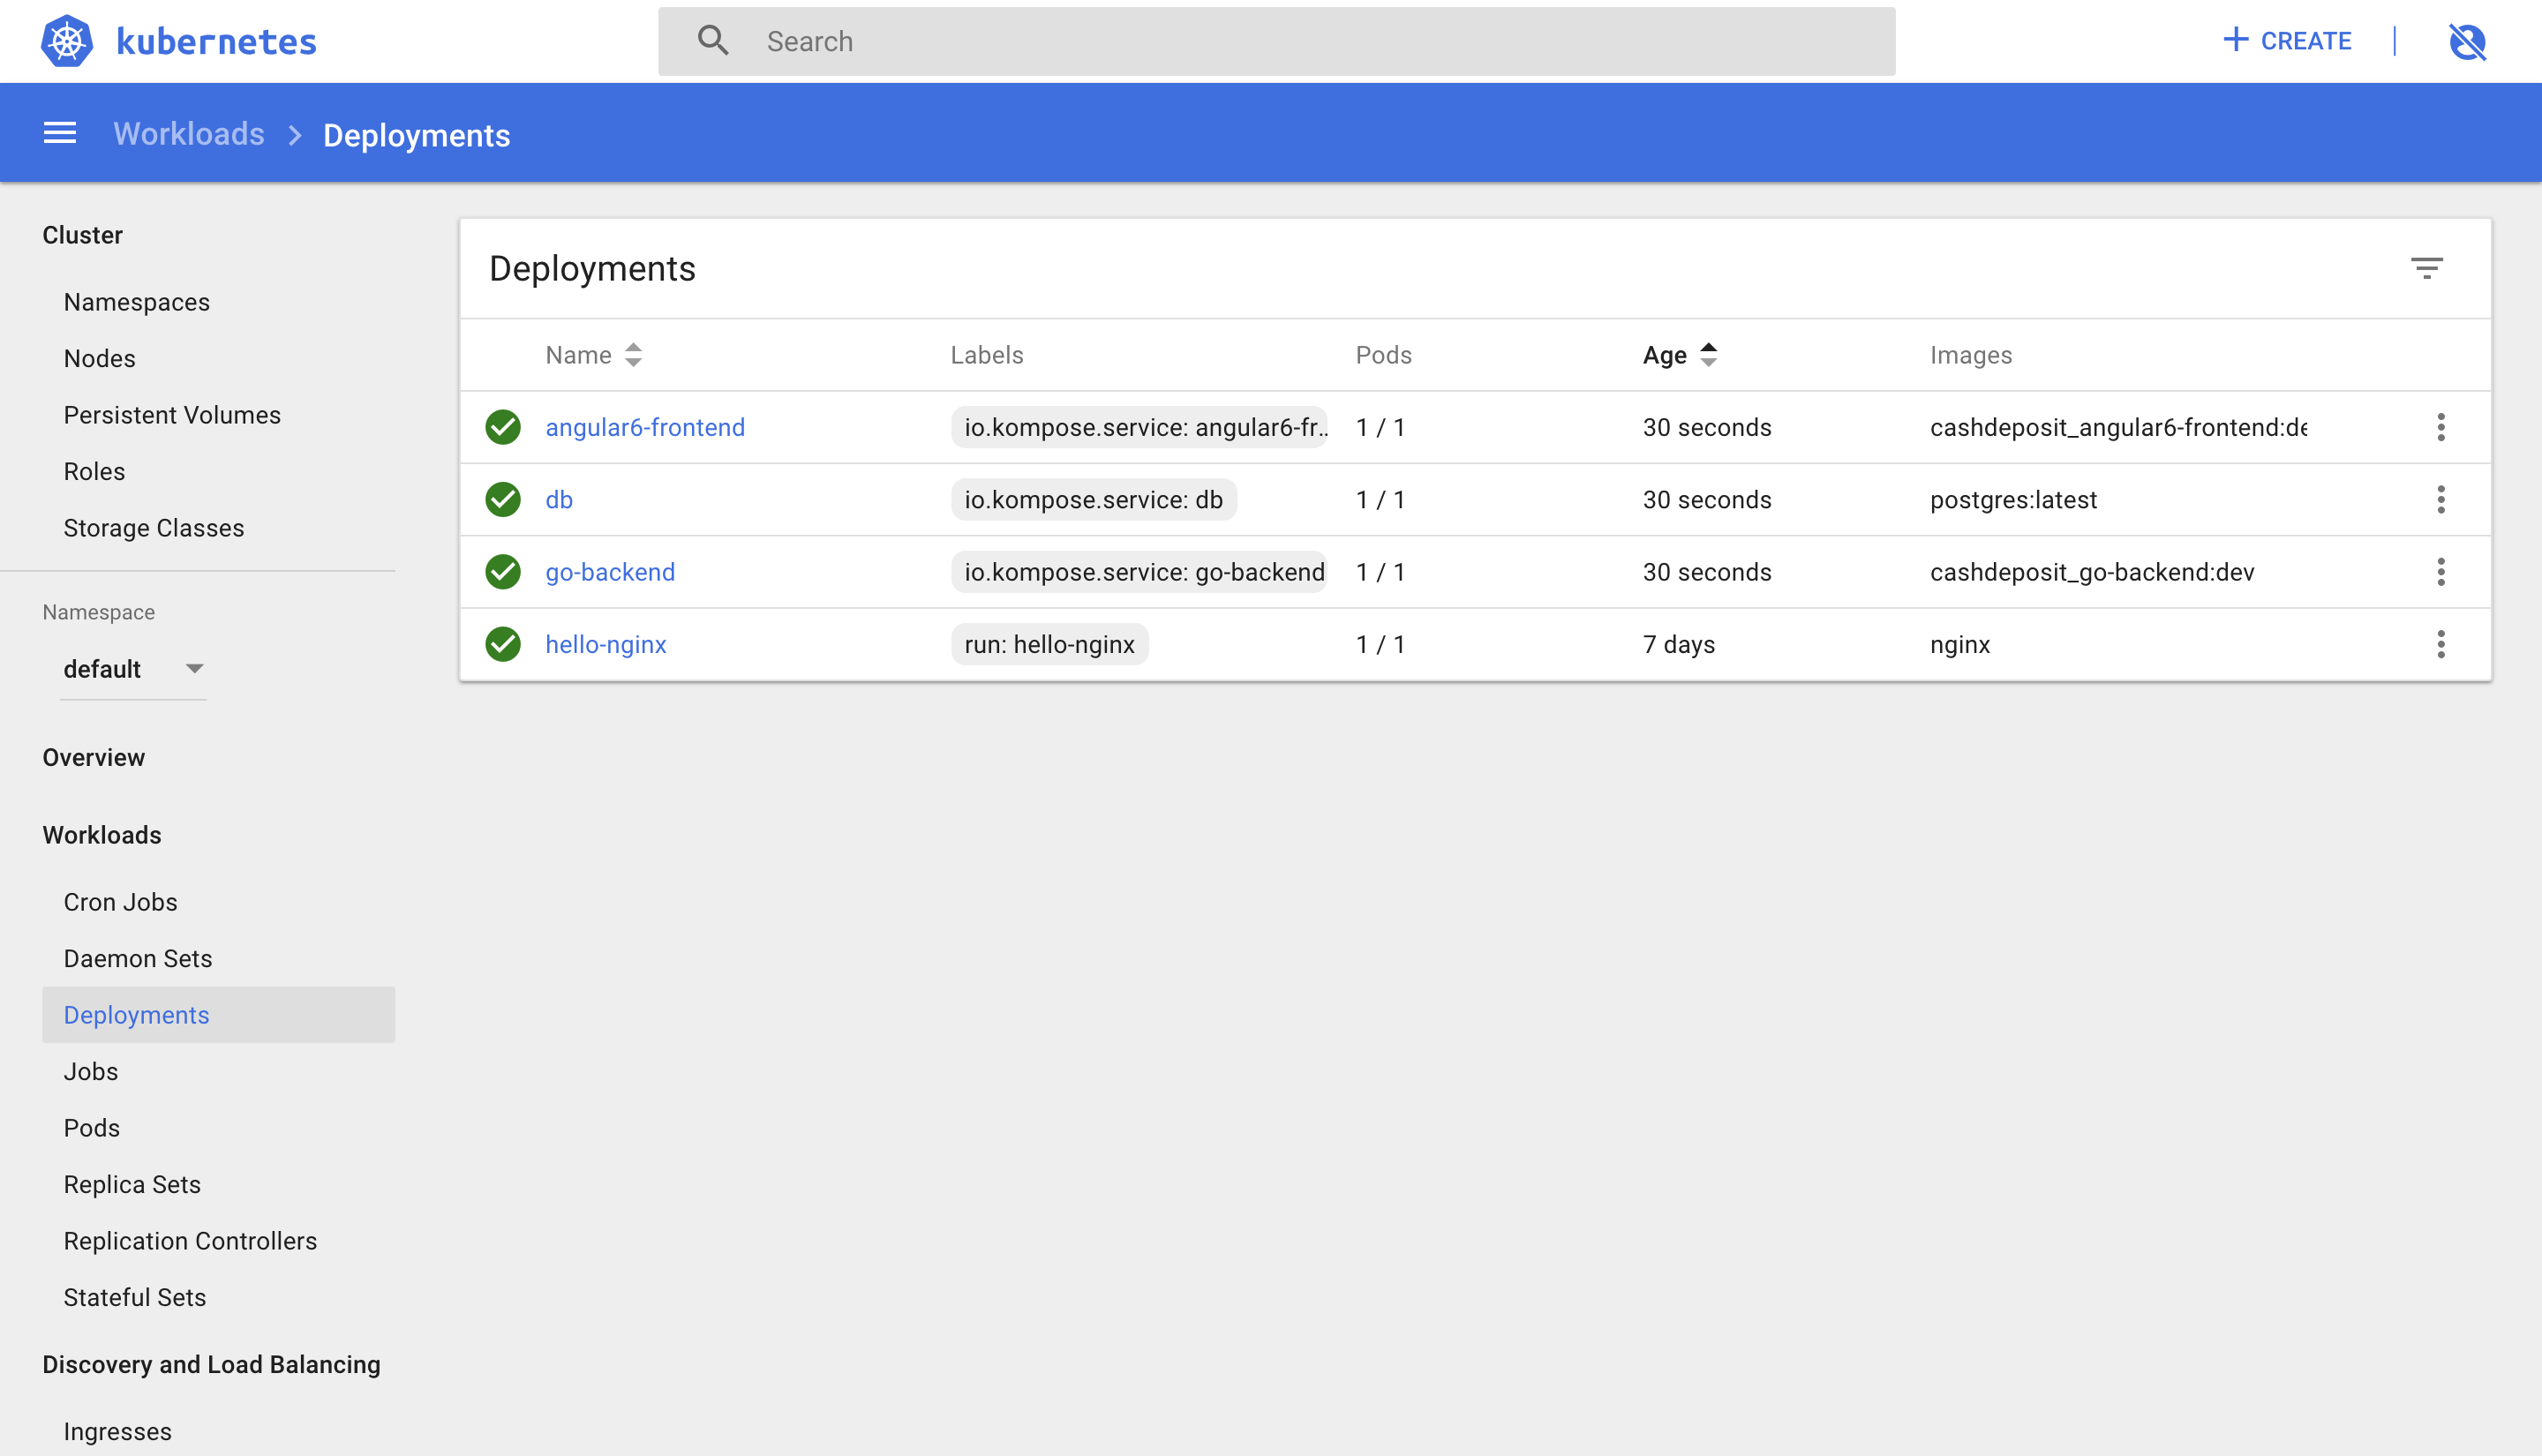 kubernetes
Search
CREATE
Workloads > Deployments
Cluster
Namespaces
Nodes
Persistent Volumes
Roles
Storage Classes
Namespace
default
Overview
Workloads
Cron Jobs
Daemon Sets
Deployments
Jobs
Pods
Replica Sets
Replication Controllers
Stateful Sets
Discovery and Load Balancing
Ingresses
Deployments
Name Labels Pods Age Images
angular6-frontend io.kompose.service: angular6-fr.. 1 / 1 30 seconds cashdeposit_angular6-frontend:de
db io.kompose.service: db 1 / 1 30 seconds postgres:latest
go-backend io.kompose.service: go-backend 1 / 1 30 seconds cashdeposit_go-backend:dev
hello-nginx run: hello-nginx 1 / 1 7 days nginx